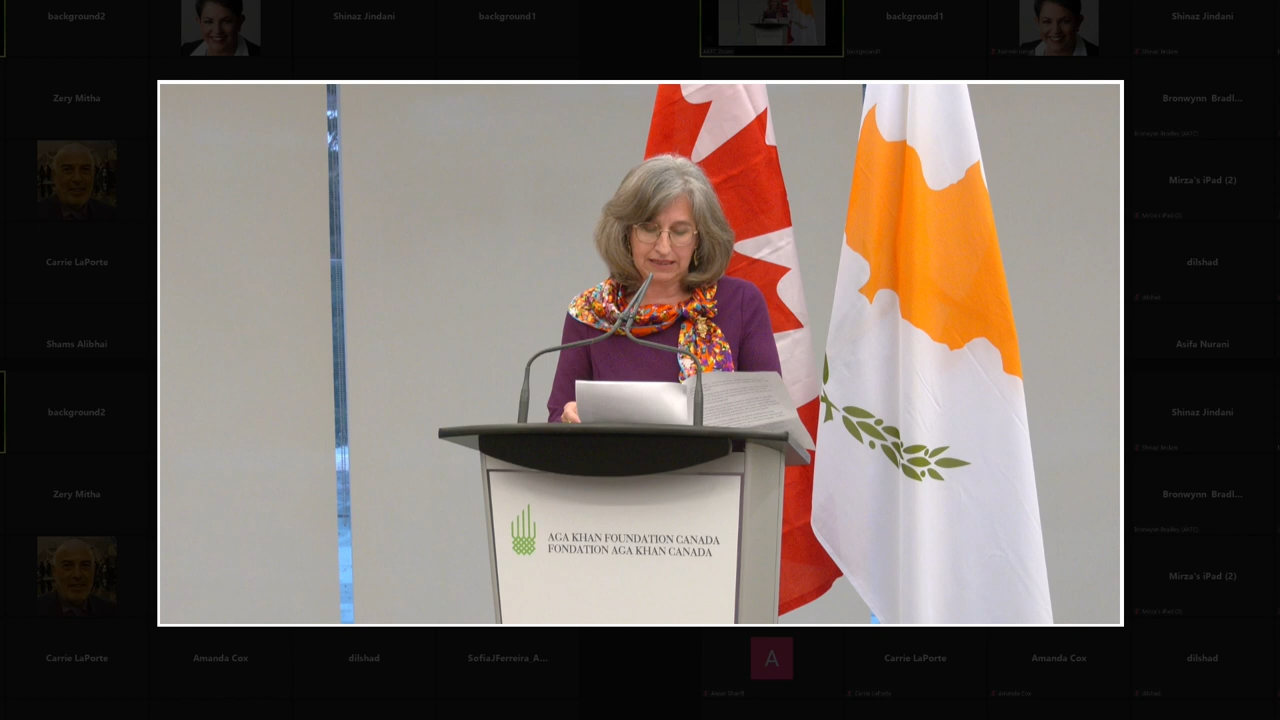 background2
Shinaz Jindani
background1
background1
Shinaz Jindani
Zery Mitha
Bronwynn Bradl...
Mirza's iPad (2)
Carrie LaPorte
dilshad
Shams Alibhai
Asifa Nurani
background2
Shinaz Jindani
Zery Mitha
Bronwynn Bradl...
AGA KHAN FOUNDATION CANADA
FONDATION AGA KHAN CANADA
Mirza's iPad (2)
Carrie LaPorte
Amanda Cox
dilshad
SofiaJFerreira_A...
A
Carrie LaPorte
Amanda Cox
dilshad